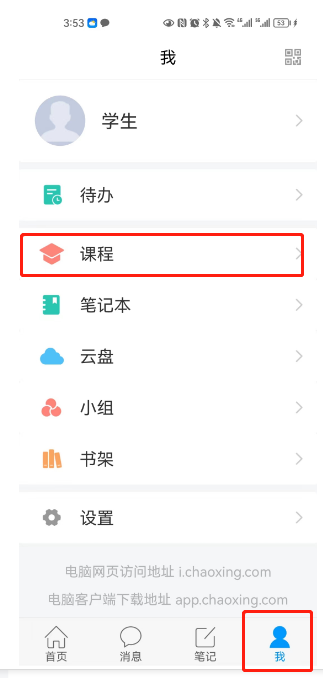 3:53
53
我
学生
待办
课程
笔记本
云盘
小组
书架
设置
电脑网页访问地址 i.chaoxing.com
电脑客户端下载地址 app.chaoxing.com
首页 消息 笔记 我